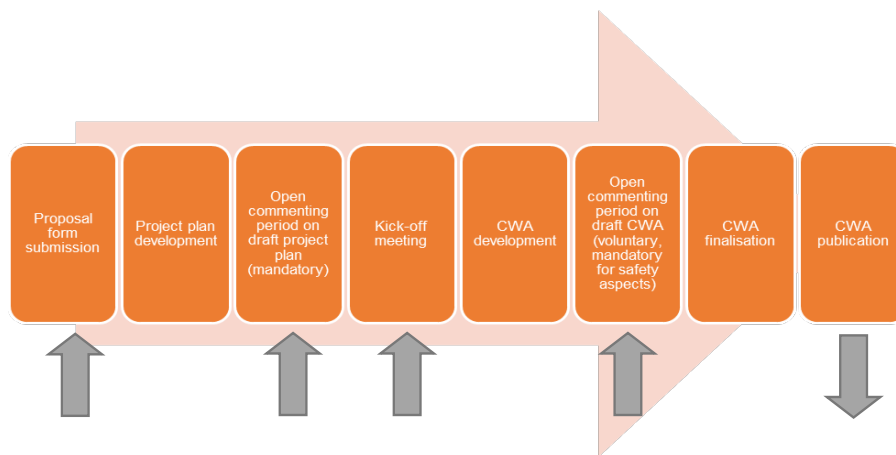 Proposal
form
submission
Project plan
development
Open
commenting
period on
draft project
plan
(mandatory)
Kick-off
meeting
CWA
development
Open
commenting
period on
draft CWA
(voluntary,
mandatory
for safety
aspects)
CWA
finalisation
CWA
publication